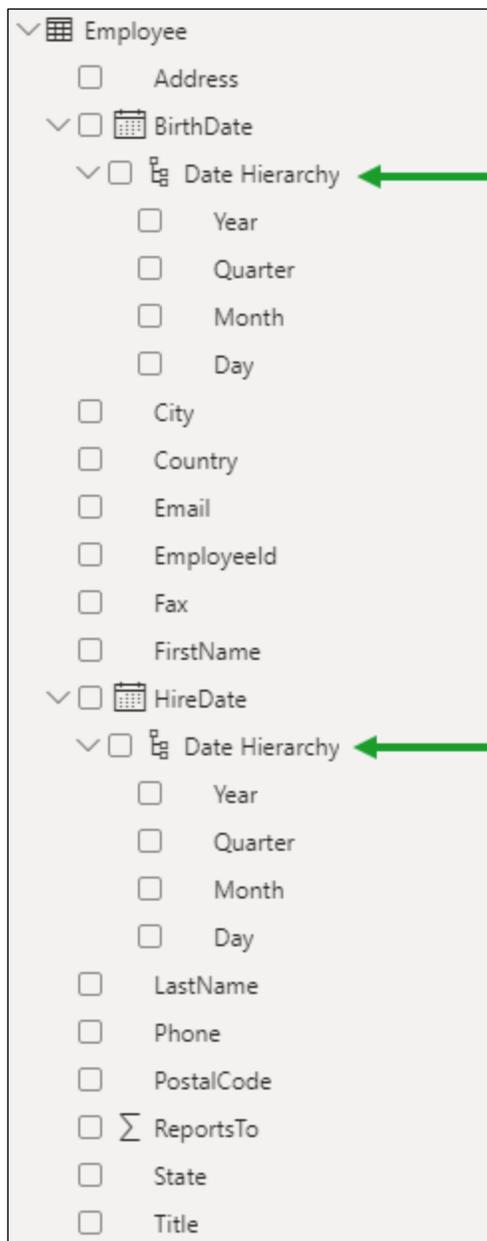 Employee
Address
BirthDate
Date Hierarchy
Year
Quarter
Month
Day
City
Country
Email
EmployeeId
Fax
FirstName
HireDate
Date Hierarchy
Year
Quarter
Month
Day
LastName
Phone
PostalCode
ReportsTo
State
Title